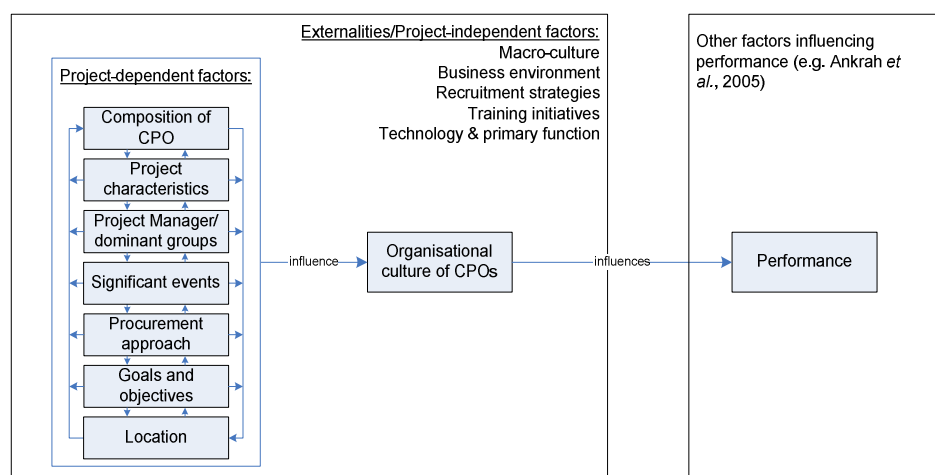 Externalities/Project-independent factors:
Macro-culture
Business environment
Recruitment strategies
Training initiatives
Technology & primary function
Project-dependent factors:
Composition of
CPO
Project
characteristics
Project Manager/
dominant groups
Significant events
Procurement
approach
Goals and
objectives
Location
influence
Organisational
culture of CPOs
influences
Other factors influencing
performance (e.g. Ankrah et
al., 2005)
Performance